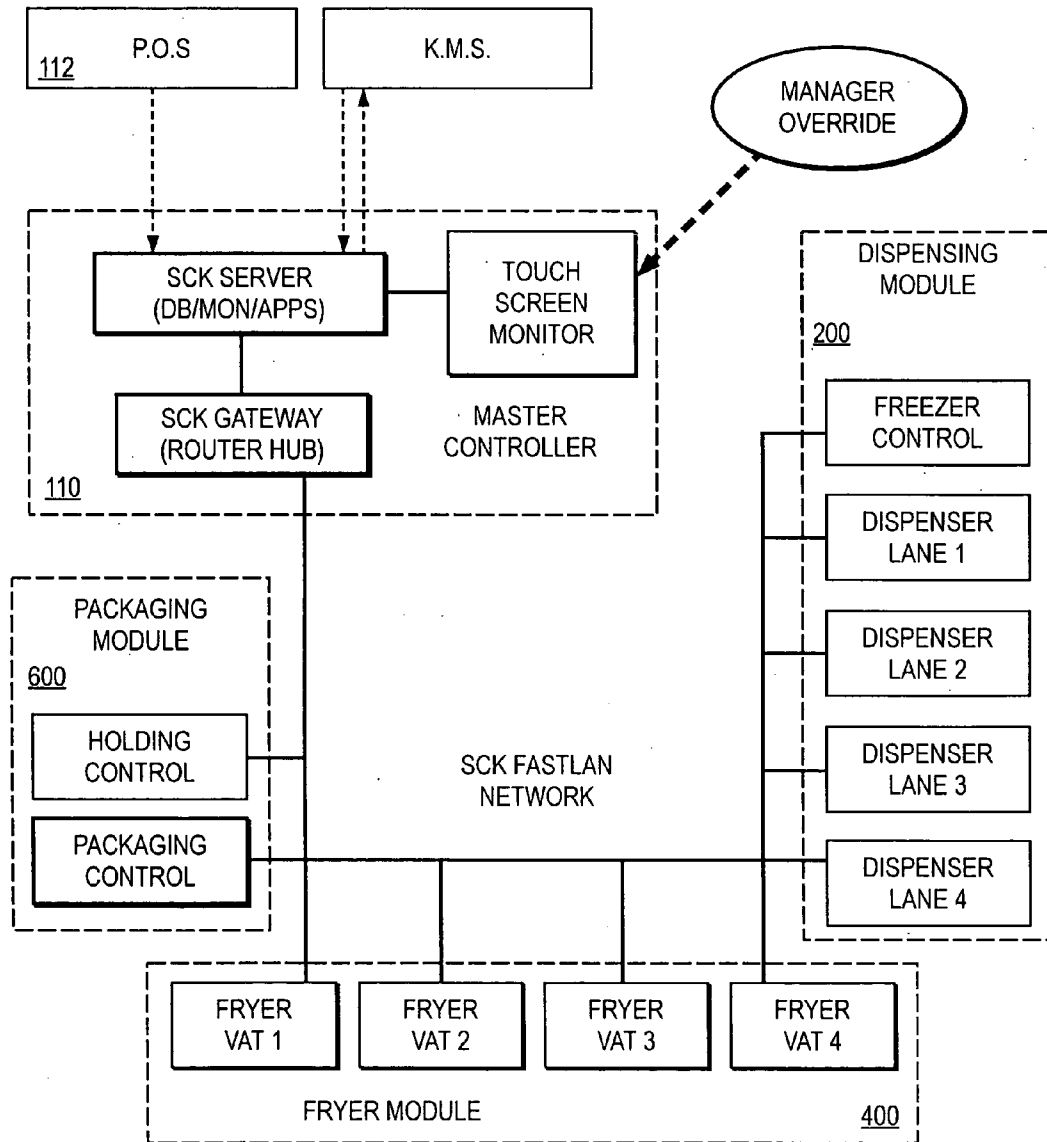 P.O.S
112
K.M.S.
MANAGER
OVERRIDE
SCK SERVER
(DB/MON/APPS)
TOUCH
SCREEN
MONITOR
SCK GATEWAY
(ROUTER HUB)
MASTER
CONTROLLER
110
DISPENSING
MODULE
200
FREEZER
CONTROL
DISPENSER
LANE 1
DISPENSER
LANE 2
DISPENSER
LANE 3
DISPENSER
LANE 4
PACKAGING
MODULE
600
HOLDING
CONTROL
PACKAGING
CONTROL
SCK FASTLAN
NETWORK
FRYER
VAT 1
FRYER
VAT 2
FRYER
VAT 3
FRYER
VAT 4
FRYER MODULE
400